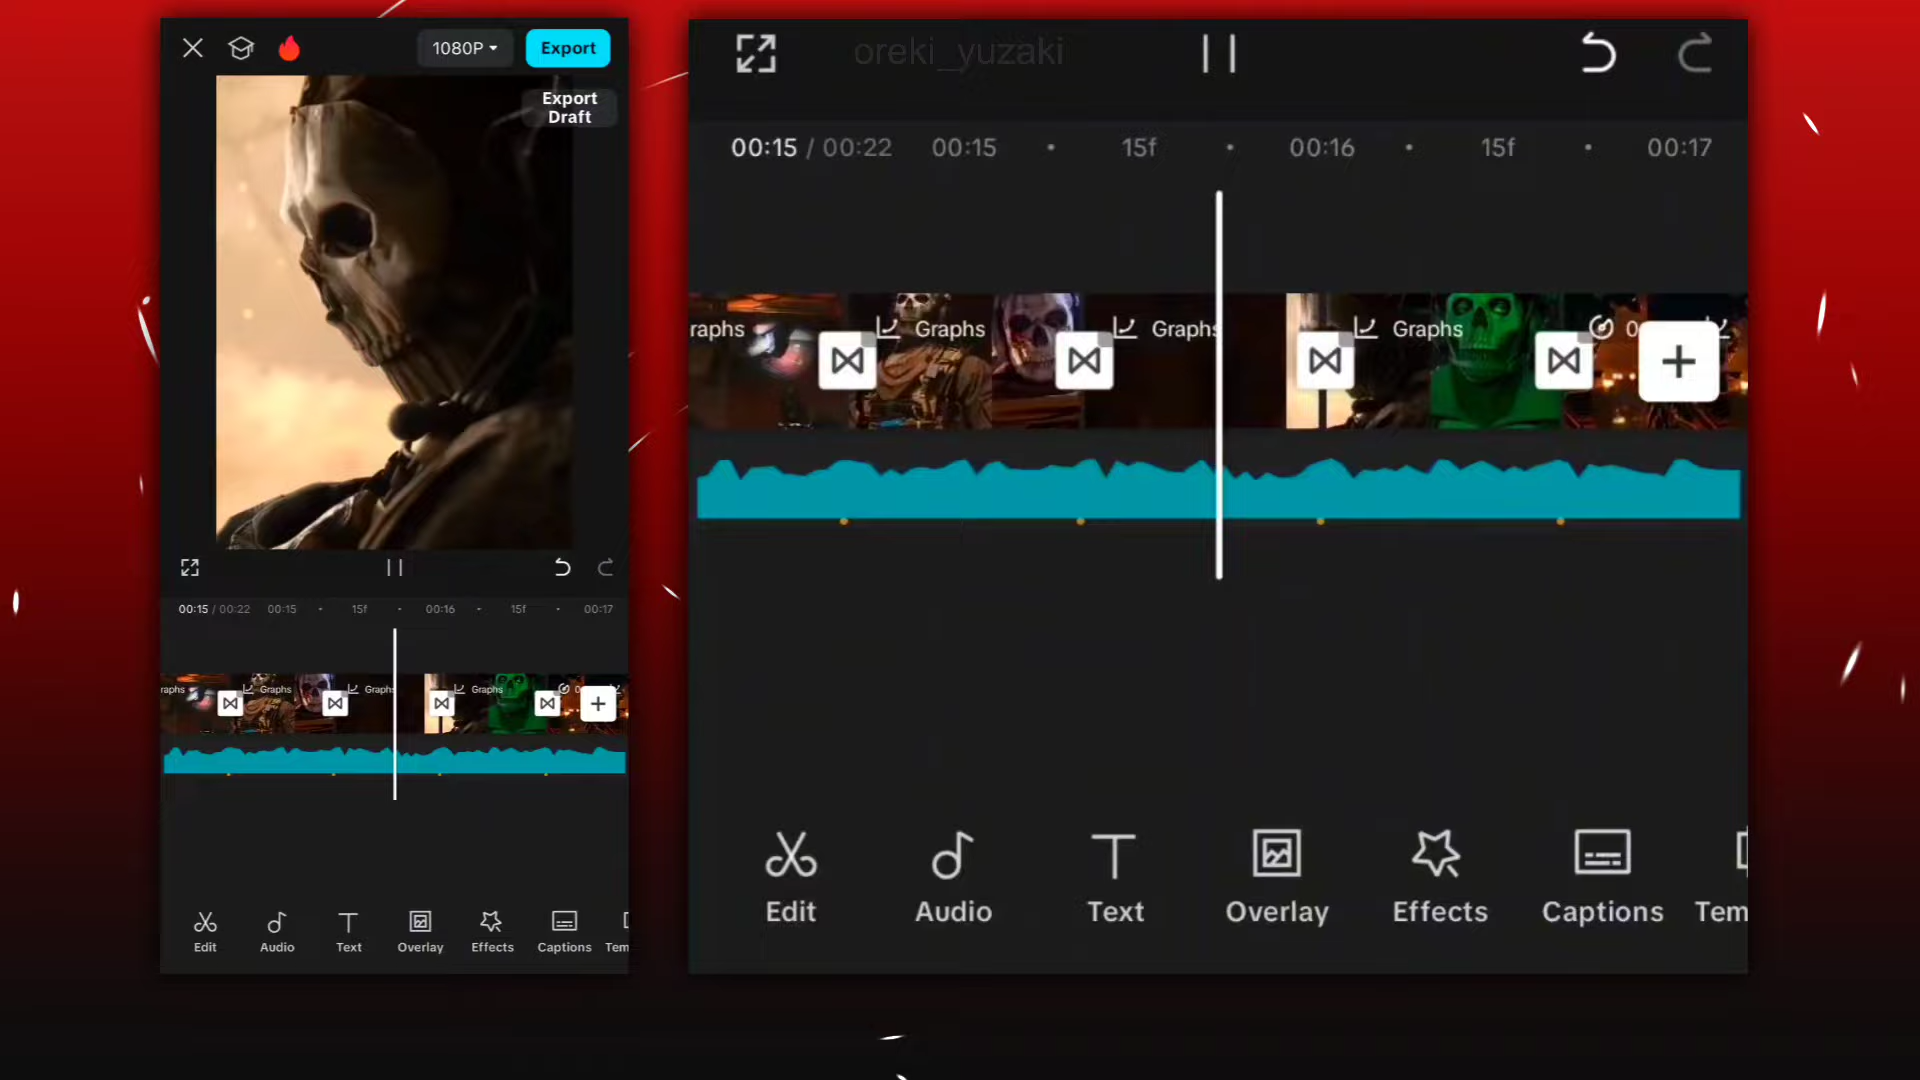 1080P
Export
Export
Draft
00:15 / 00:22 00:15 15f 00:16 15f 00:17
raphs Graphs Graphs Graphs 0
Edit Audio Text Overlay Effects Captions Tem
oreki_yuzaki
00:15 / 00:22 00:15 15f 00:16 15f 00:17
raphs Graphs Graphs Graphs 0
Edit Audio Text Overlay Effects Captions Tem